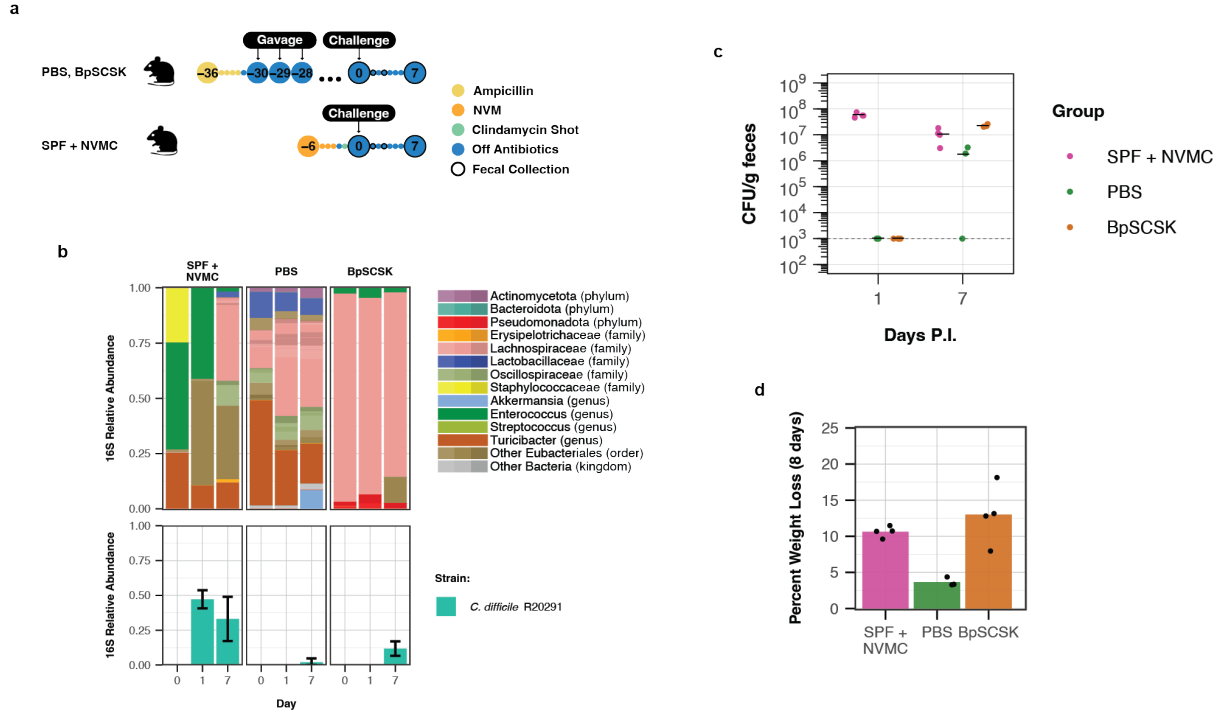 a
Gavage
Challenge
PBS, BpSCSK
−36
−30
−29
−28
0
7
Challenge
SPF + NVMC
−6
0
7
Ampicillin
NVM
Clindamycin Shot
Off Antibiotics
Fecal Collection
b
SPF +
NVMC
PBS
BpSCSK
16S Relative Abundance
1.00
0.75
0.50
0.25
0.00
Actinomycetota (phylum)
Bacteroidota (phylum)
Pseudomonadota (phylum)
Erysipelotrichaceae (family)
Lachnospiraceae (family)
Lactobacillaceae (family)
Oscillospiraceae (family)
Staphylococcaceae (family)
Akkermansia (genus)
Enterococcus (genus)
Streptococcus (genus)
Turicibacter (genus)
Other Eubacteriales (order)
Other Bacteria (kingdom)
16S Relative Abundance
1.00
0.75
0.50
0.25
0.00
0 1 7
0 1 7
0 1 7
Day
Strain:
C. difficile R20291
c
CFU/g feces
10⁹
10⁸
10⁷
10⁶
10⁵
10⁴
10³
10²
1
7
Days P.I.
Group
SPF + NVMC
PBS
BpSCSK
d
Percent Weight Loss (8 days)
25
20
15
10
5
0
SPF +
NVMC
PBS
BpSCSK